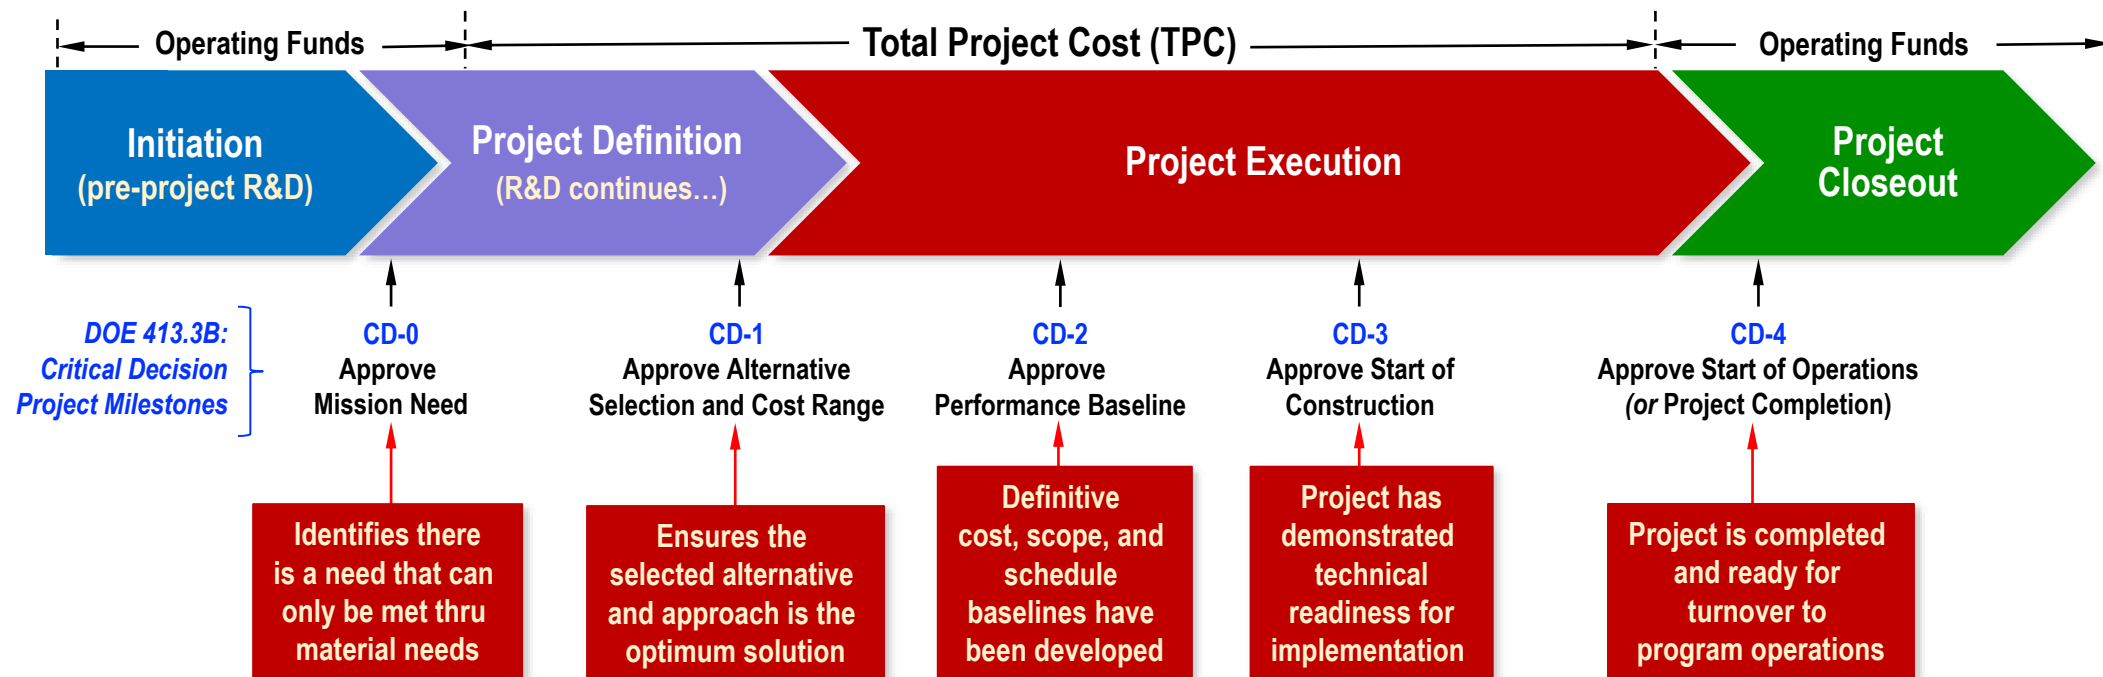 Operating Funds
Total Project Cost (TPC)
Operating Funds
Initiation
(pre-project R&D)
Project Definition
(R&D continues…)
Project Execution
Project
Closeout
DOE 413.3B:
Critical Decision
Project Milestones
CD-0
Approve
Mission Need
CD-1
Approve Alternative
Selection and Cost Range
CD-2
Approve
Performance Baseline
CD-3
Approve Start of
Construction
CD-4
Approve Start of Operations
(or Project Completion)
Identifies there
is a need that can
only be met thru
material needs
Ensures the
selected alternative
and approach is the
optimum solution
Definitive
cost, scope, and
schedule
baselines have
been developed
Project has
demonstrated
technical
readiness for
implementation
Project is completed
and ready for
turnover to
program operations